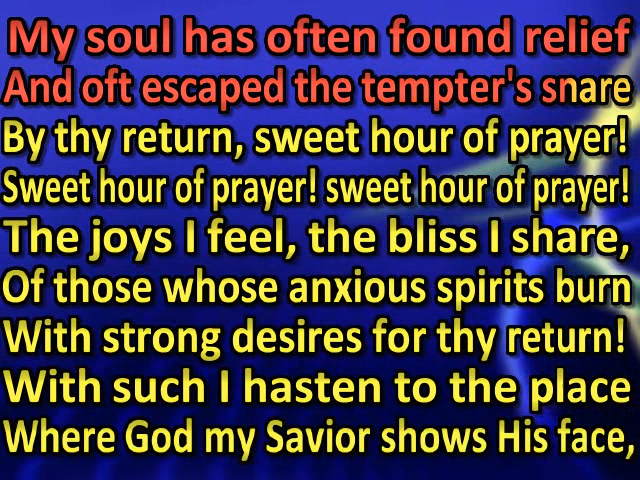 My soul has often found relief
And oft escaped the tempter's snare
By thy return, sweet hour of prayer!
Sweet hour of prayer! sweet hour of prayer!
The joys I feel, the bliss I share,
Of those whose anxious spirits burn
With strong desires for thy return!
With such I hasten to the place
Where God my Savior shows His face,